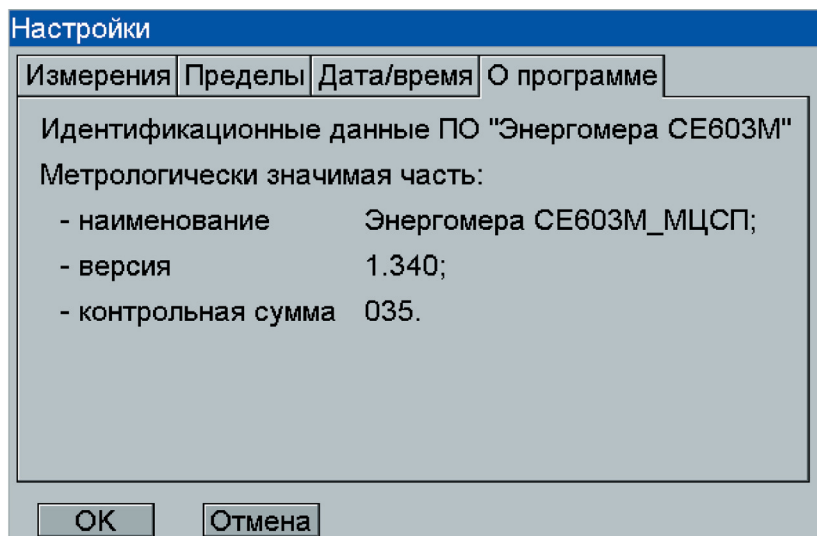 Настройки
Измерения Пределы Дата/время О программе
Идентификационные данные ПО "Энергомера СЕ603М"
Метрологически значимая часть:
- наименование Энергомера СЕ603М_МЦСП;
- версия 1.340;
- контрольная сумма 035.
OK Отмена